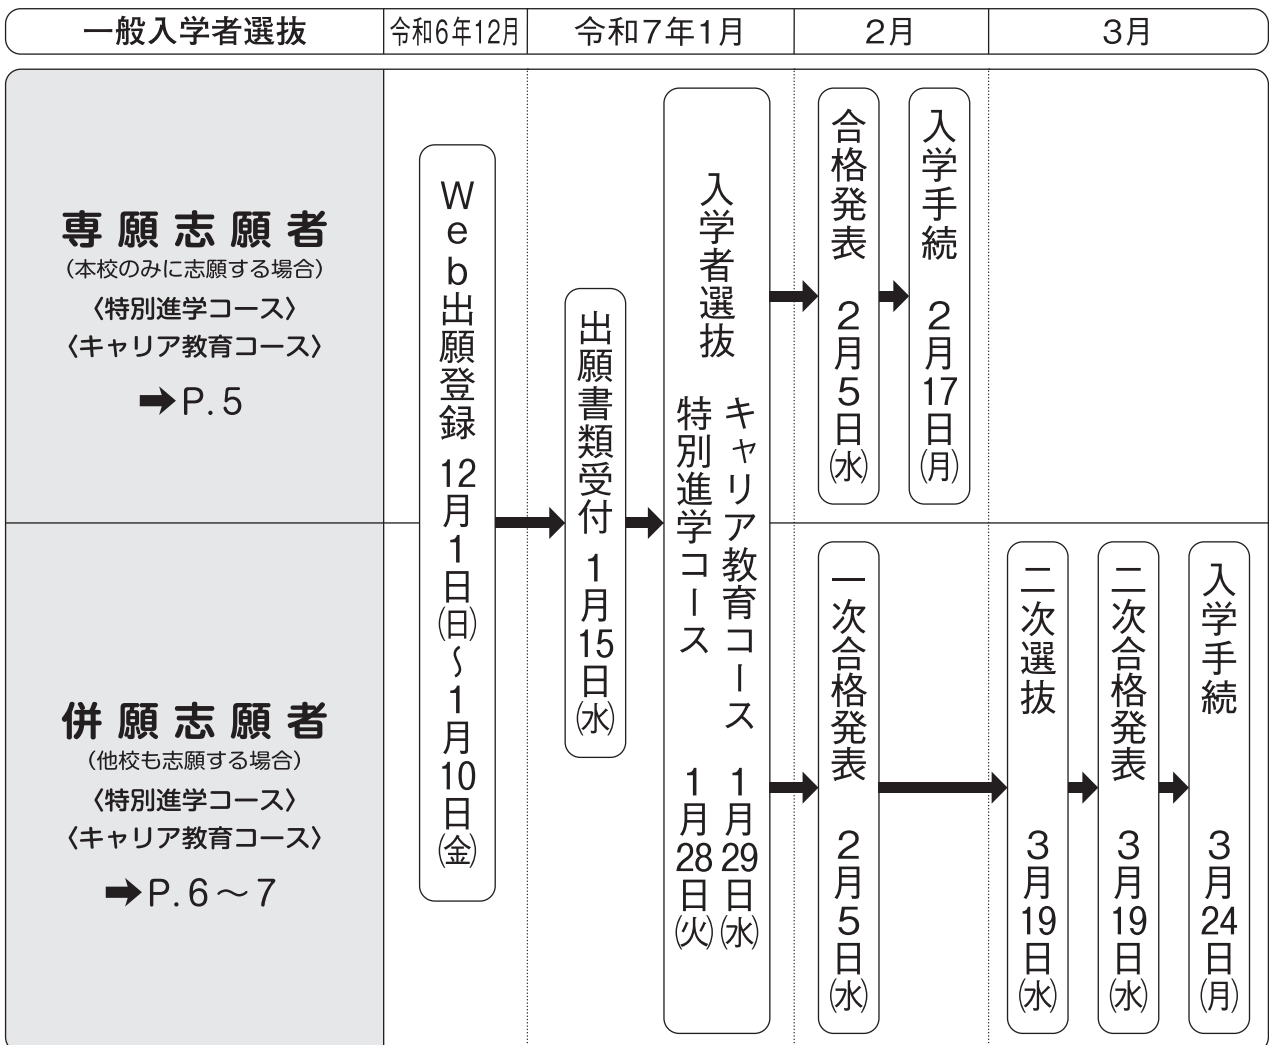 一般入学者選抜
令和6年12月
令和7年1月
2月
3月
専願志願者
(本校のみに志願する場合)
〈特別進学コース〉
〈キャリア教育コース〉
➡P.5
併願志願者
(他校も志願する場合)
〈特別進学コース〉
〈キャリア教育コース〉
➡P.6～7
Web出願登録 12月1日(日)～1月10日(金)
出願書類受付 1月15日(水)
入学者選抜
キャリア教育コース 1月29日(水)
特別進学コース 1月28日(火)
合格発表 2月5日(水)
入学手続 2月17日(月)
一次合格発表 2月5日(水)
二次選抜 3月19日(水)
二次合格発表 3月19日(水)
入学手続 3月24日(月)